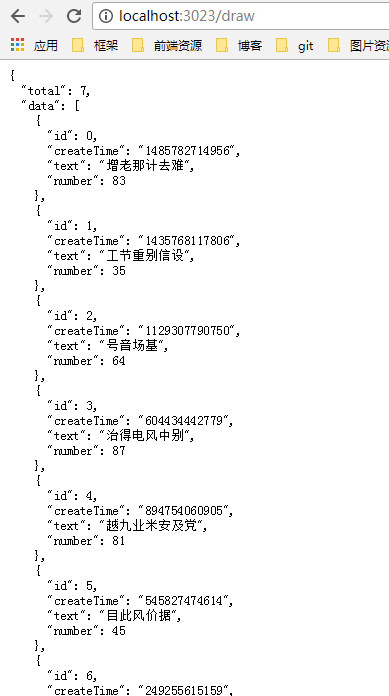 localhost:3023/draw
应用 框架 前端资源 博客 git 图片资
{
"total": 7,
"data": [
{
"id": 0,
"createTime": "1485782714956",
"text": "增老那计去难",
"number": 83
},
{
"id": 1,
"createTime": "1435768117806",
"text": "工节重别信设",
"number": 35
},
{
"id": 2,
"createTime": "1129307790750",
"text": "号音场基",
"number": 64
},
{
"id": 3,
"createTime": "604434442779",
"text": "治得电风中别",
"number": 87
},
{
"id": 4,
"createTime": "894754060905",
"text": "越九业米安及党",
"number": 81
},
{
"id": 5,
"createTime": "545827474614",
"text": "目此风价据",
"number": 45
},
{
"id": 6,
"createTime": "249255615159",